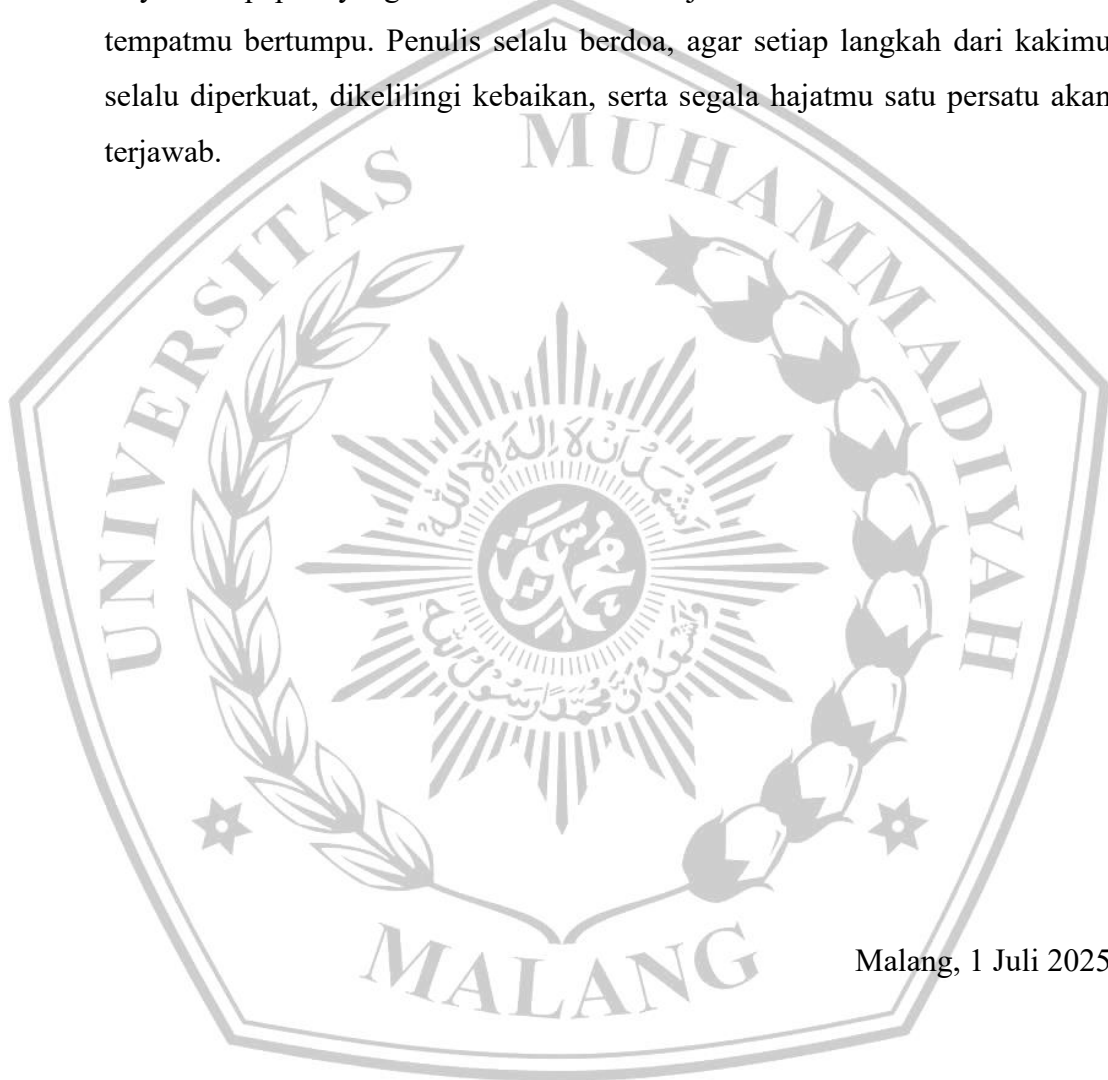 tempatmu bertumpu. Penulis selalu berdoa, agar setiap langkah dari kakimu
selalu diperkuat, dikelilingi kebaikan, serta segala hajatmu satu persatu akan
terjawab.
UNIVERSITAS MUHAMMADIYAH
MALANG
Malang, 1 Juli 2025